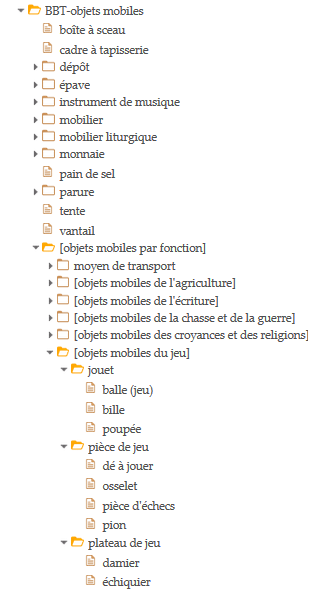 BBT-objets mobiles
boîte à sceau
cadre à tapisserie
dépôt
épave
instrument de musique
mobilier
mobilier liturgique
monnaie
pain de sel
parure
tente
vantail
[objets mobiles par fonction]
moyen de transport
[objets mobiles de l'agriculture]
[objets mobiles de l'écriture]
[objets mobiles de la chasse et de la guerre]
[objets mobiles des croyances et des religions]
[objets mobiles du jeu]
jouet
balle (jeu)
bille
poupée
pièce de jeu
dé à jouer
osselet
pièce d'échecs
pion
plateau de jeu
damier
échiquier